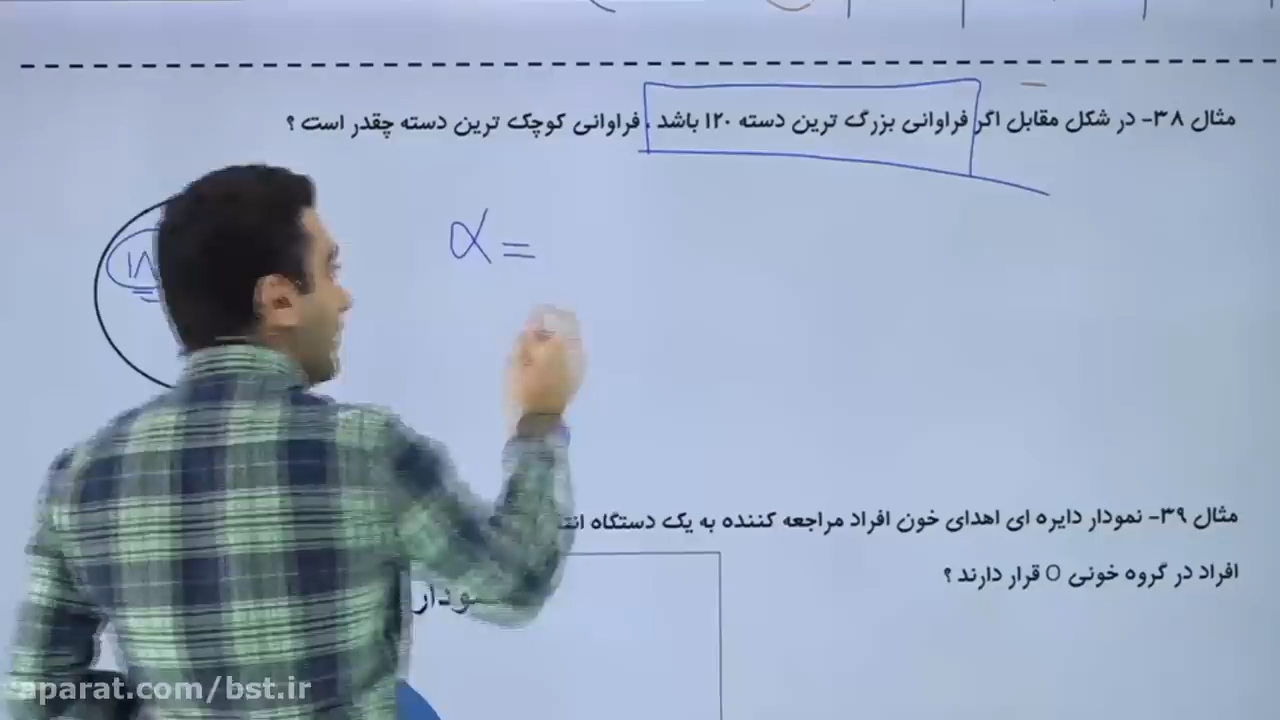 مثال ۳۸- در شکل مقابل اگر فراوانی بزرگ ترین دسته ۱۲۰ باشد ، فراوانی کوچک ترین دسته چقدر است ؟
α =
مثال ۳۹- نمودار دایره ای اهدای خون افراد مراجعه کننده به یک دستگاه
افراد در گروه خونی O قرار دارند ؟
aparat.com/bst.ir